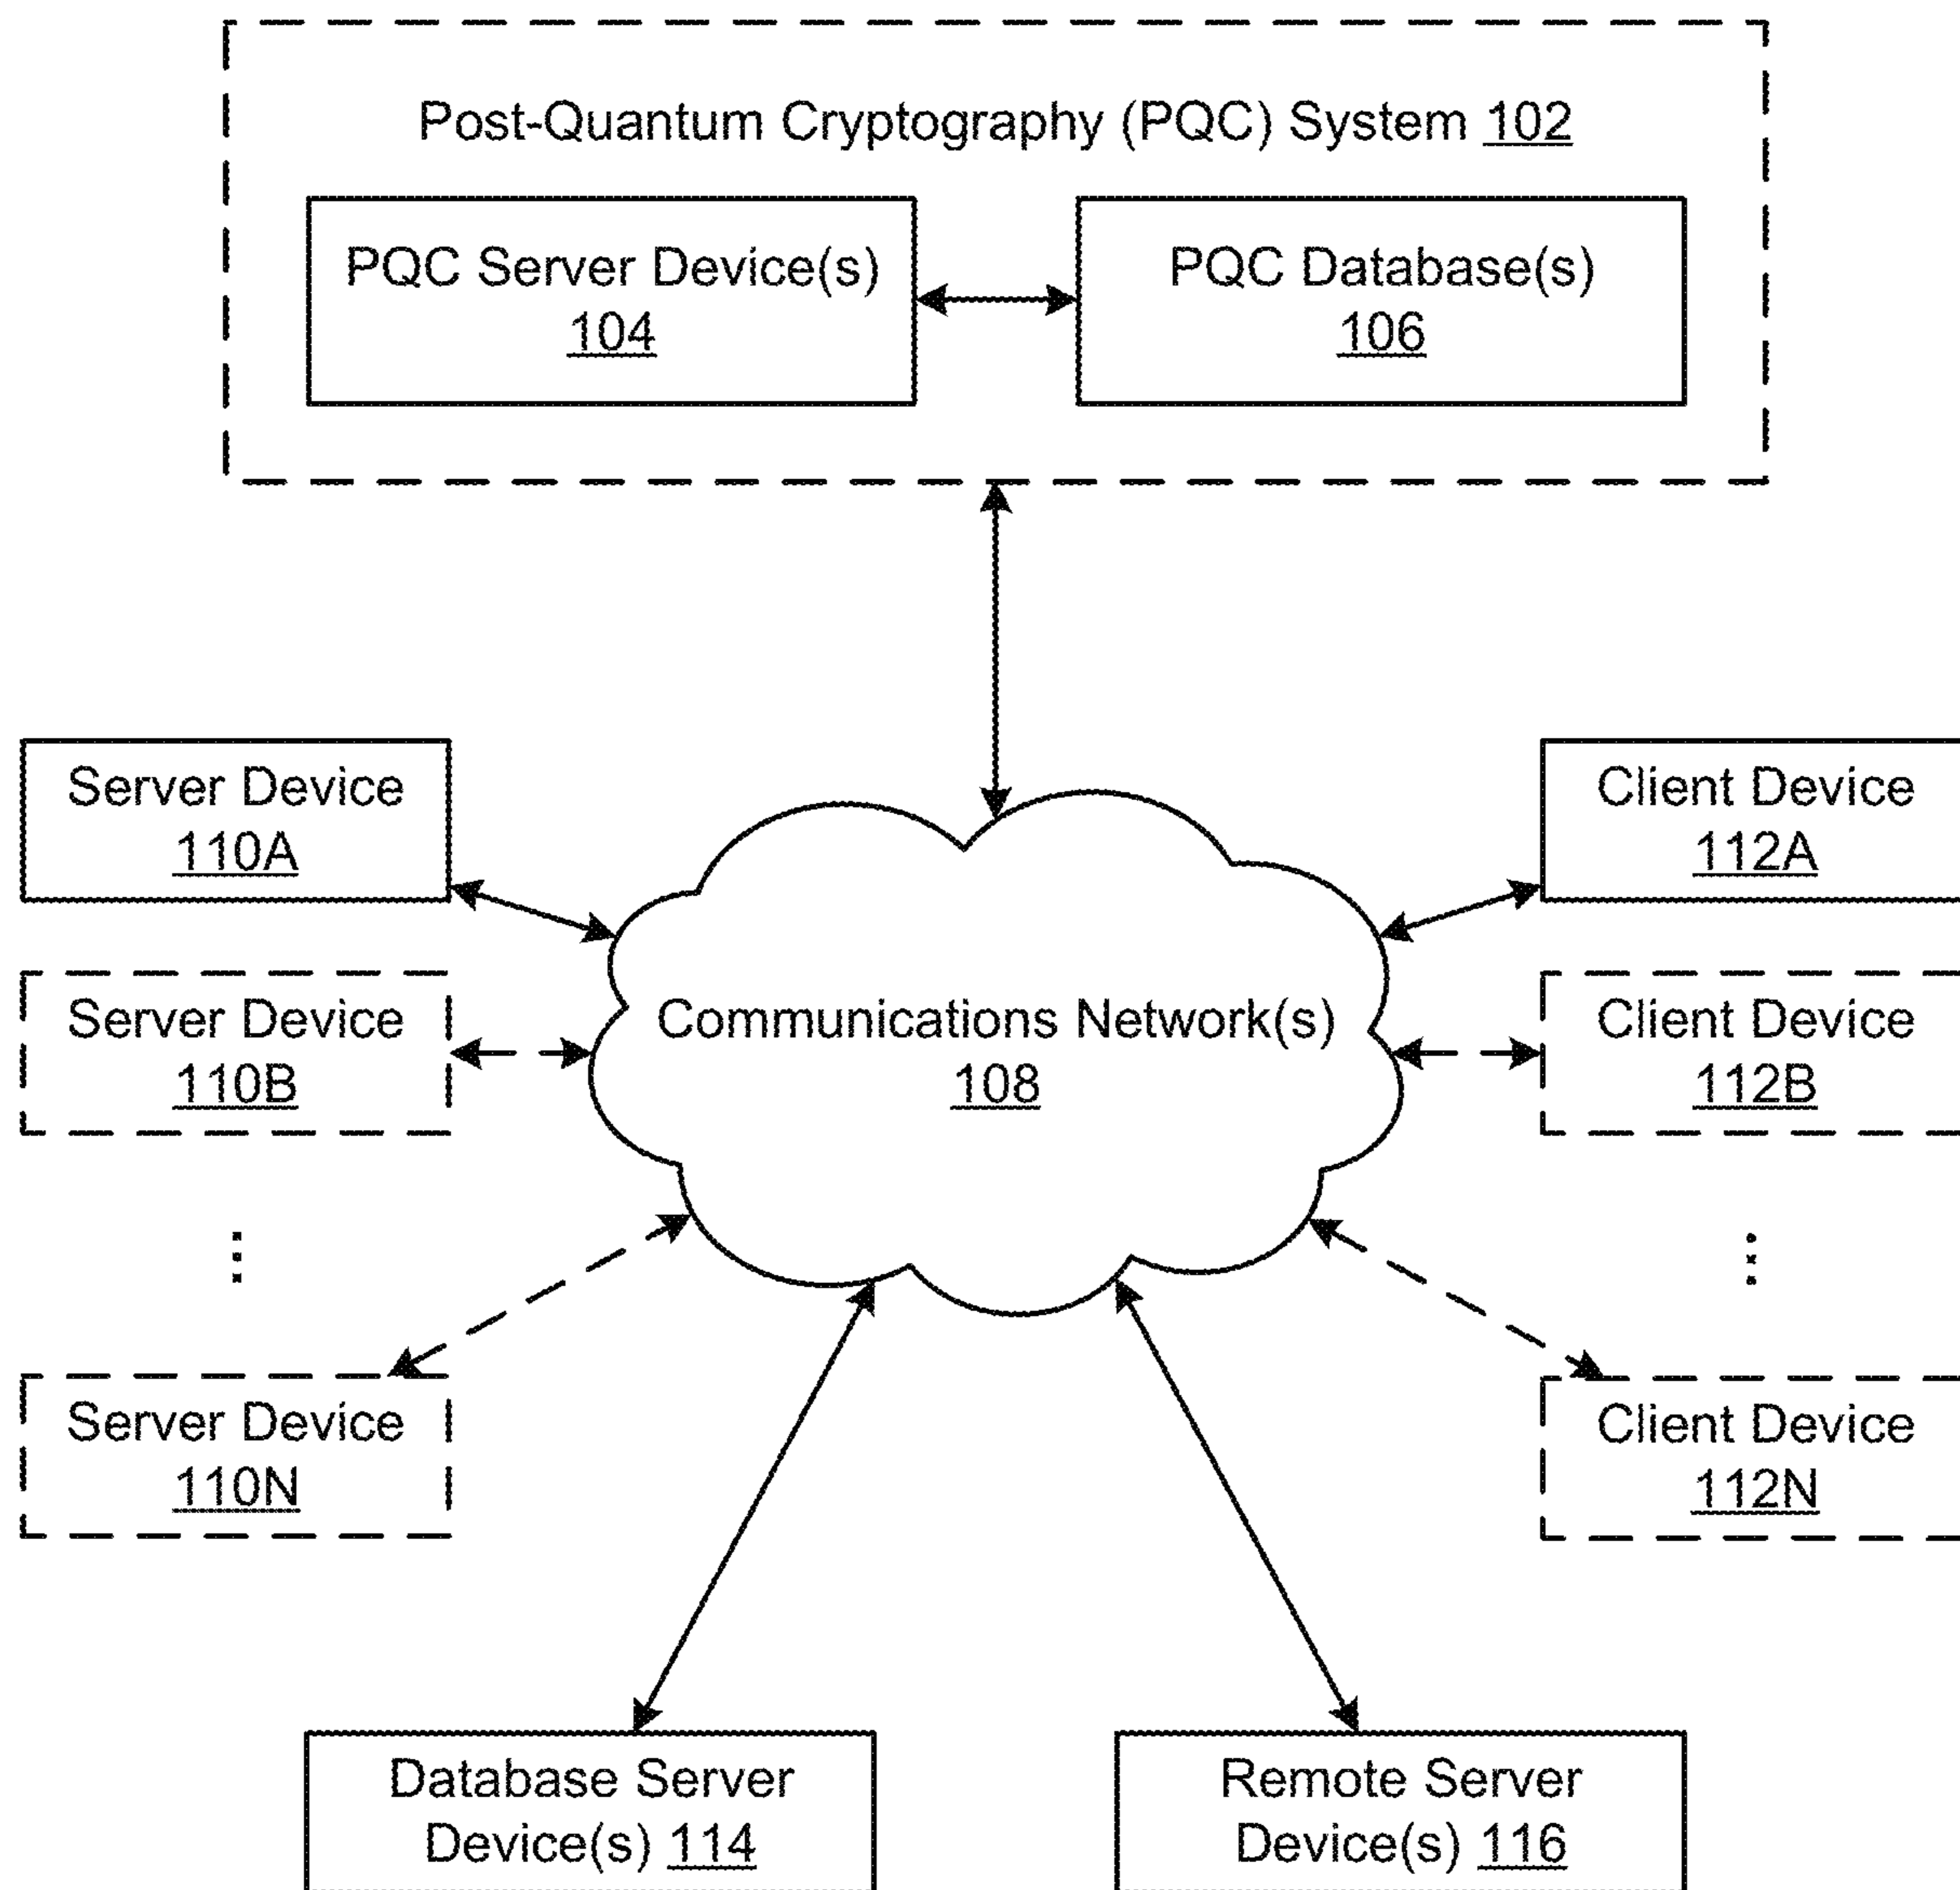 Post-Quantum Cryptography (PQC) System 102
PQC Server Device(s)
104
PQC Database(s)
106
Server Device
110A
Client Device
112A
Server Device
110B
Communications Network(s)
108
Client Device
112B
⋮
⋮
Server Device
110N
Client Device
112N
Database Server
Device(s) 114
Remote Server
Device(s) 116